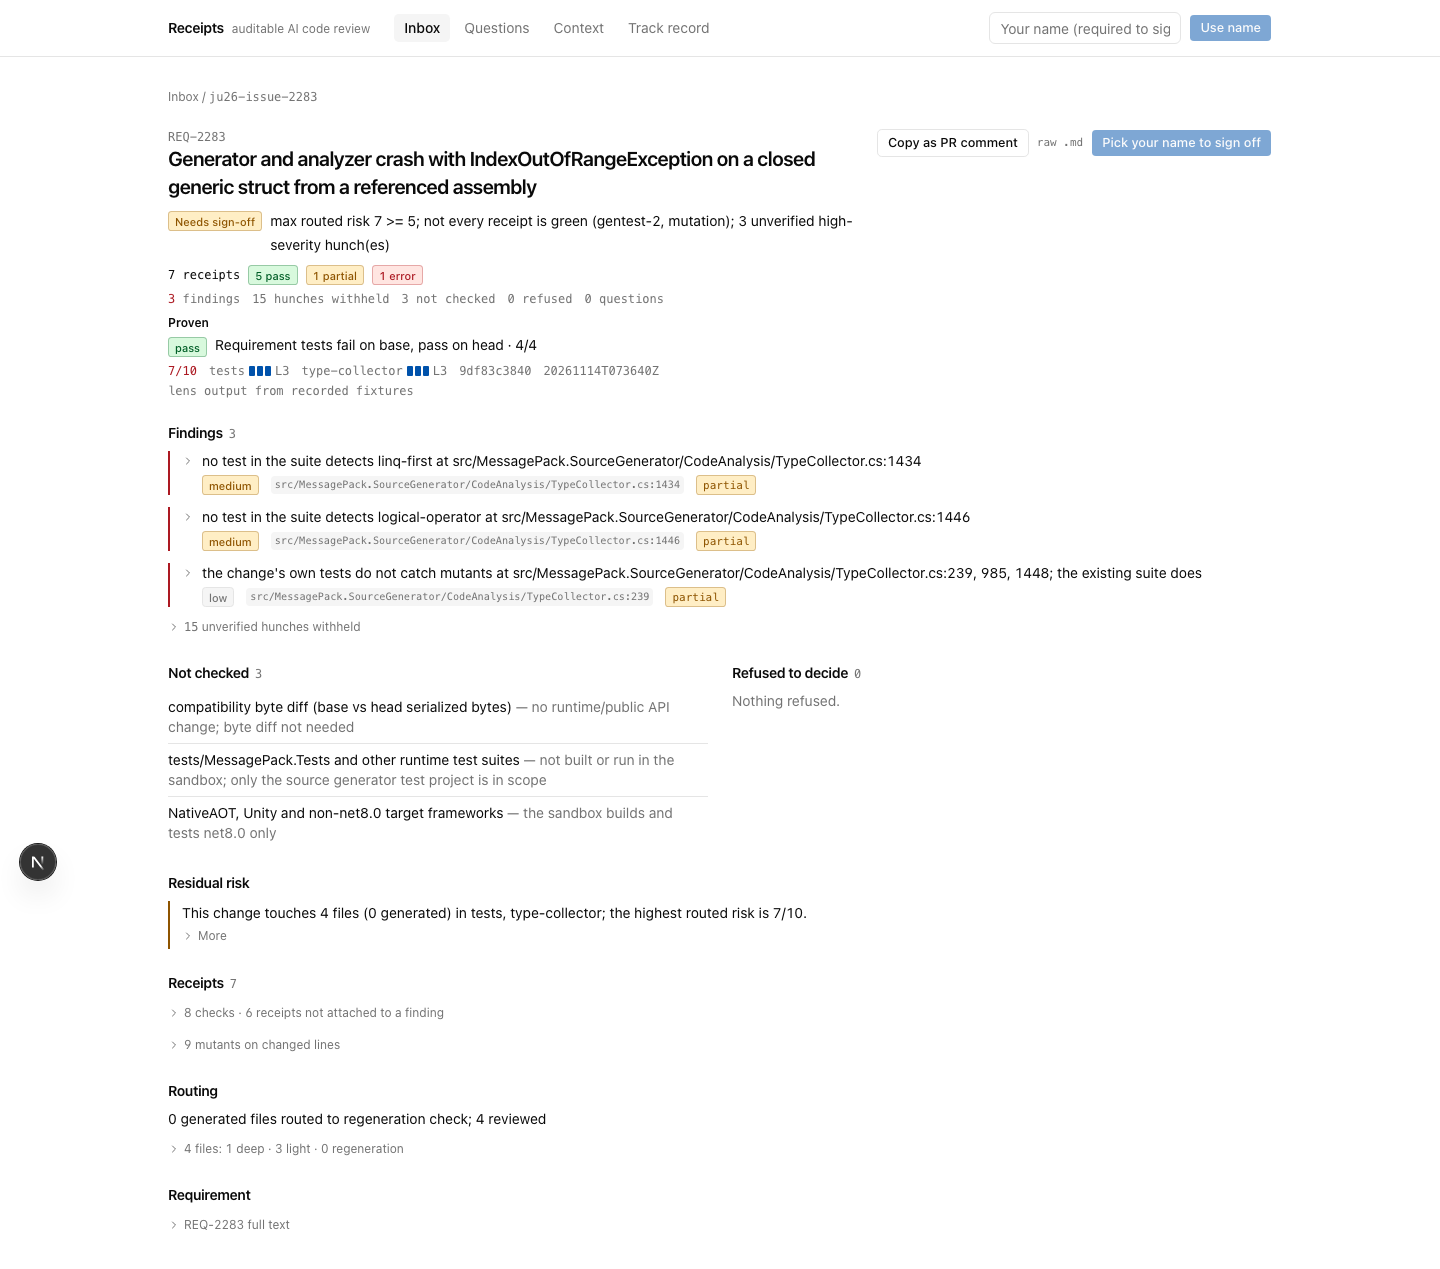 Receipts auditable AI code review Inbox Questions Context Track record Your name (required to sig Use name
Inbox / ju26-issue-2283
REQ-2283
Copy as PR comment raw .md Pick your name to sign off
Generator and analyzer crash with IndexOutOfRangeException on a closed
generic struct from a referenced assembly
Needs sign-off max routed risk 7 >= 5; not every receipt is green (gentest-2, mutation); 3 unverified high-
severity hunch(es)
7 receipts 5 pass 1 partial 1 error
3 findings 15 hunches withheld 3 not checked 0 refused 0 questions
Proven
pass Requirement tests fail on base, pass on head · 4/4
7/10 tests L3 type-collector L3 9df83c3840 20261114T073640Z
lens output from recorded fixtures
Findings 3
no test in the suite detects linq-first at src/MessagePack.SourceGenerator/CodeAnalysis/TypeCollector.cs:1434
medium src/MessagePack.SourceGenerator/CodeAnalysis/TypeCollector.cs:1434 partial
no test in the suite detects logical-operator at src/MessagePack.SourceGenerator/CodeAnalysis/TypeCollector.cs:1446
medium src/MessagePack.SourceGenerator/CodeAnalysis/TypeCollector.cs:1446 partial
the change's own tests do not catch mutants at src/MessagePack.SourceGenerator/CodeAnalysis/TypeCollector.cs:239, 985, 1448; the existing suite does
low src/MessagePack.SourceGenerator/CodeAnalysis/TypeCollector.cs:239 partial
15 unverified hunches withheld
Not checked 3
compatibility byte diff (base vs head serialized bytes) — no runtime/public API
change; byte diff not needed
tests/MessagePack.Tests and other runtime test suites — not built or run in the
sandbox; only the source generator test project is in scope
NativeAOT, Unity and non-net8.0 target frameworks — the sandbox builds and
tests net8.0 only
Refused to decide 0
Nothing refused.
Residual risk
This change touches 4 files (0 generated) in tests, type-collector; the highest routed risk is 7/10.
More
Receipts 7
8 checks · 6 receipts not attached to a finding
9 mutants on changed lines
Routing
0 generated files routed to regeneration check; 4 reviewed
4 files: 1 deep · 3 light · 0 regeneration
Requirement
REQ-2283 full text